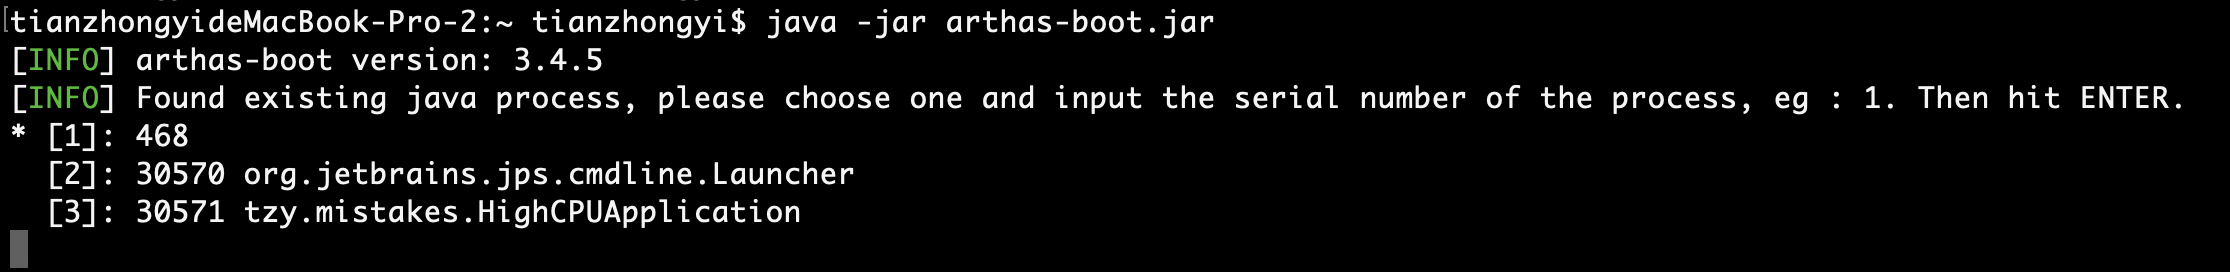 tianzhongyideMacBook-Pro-2:~ tianzhongyi$ java -jar arthas-boot.jar
[INFO] arthas-boot version: 3.4.5
[INFO] Found existing java process, please choose one and input the serial number of the process, eg : 1. Then hit ENTER.
* [1]: 468
  [2]: 30570 org.jetbrains.jps.cmdline.Launcher
  [3]: 30571 tzy.mistakes.HighCPUApplication